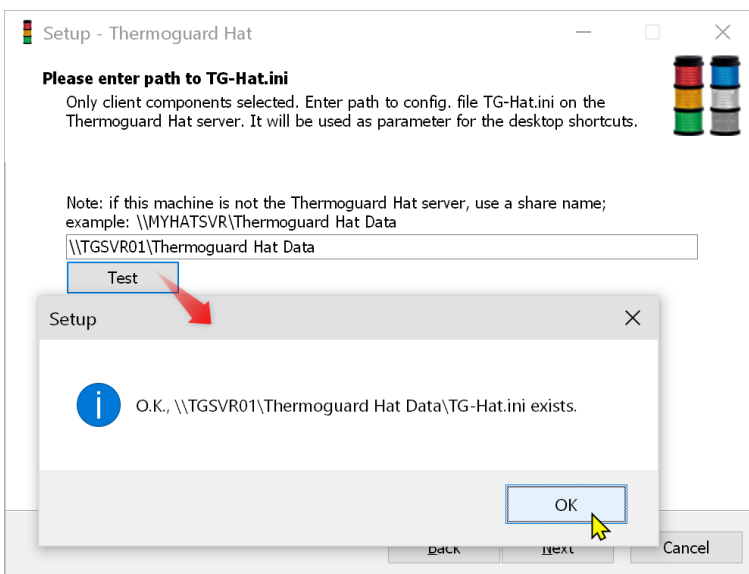 Setup - Thermoguard Hat
Please enter path to TG-Hat.ini
Only client components selected. Enter path to config. file TG-Hat.ini on the
Thermoguard Hat server. It will be used as parameter for the desktop shortcuts.
Note: if this machine is not the Thermoguard Hat server, use a share name;
example: \\MYHATSVR\Thermoguard Hat Data
\\TGSVR01\Thermoguard Hat Data
Test
Setup
O.K., \\TGSVR01\Thermoguard Hat Data\TG-Hat.ini exists.
OK
Back Next Cancel